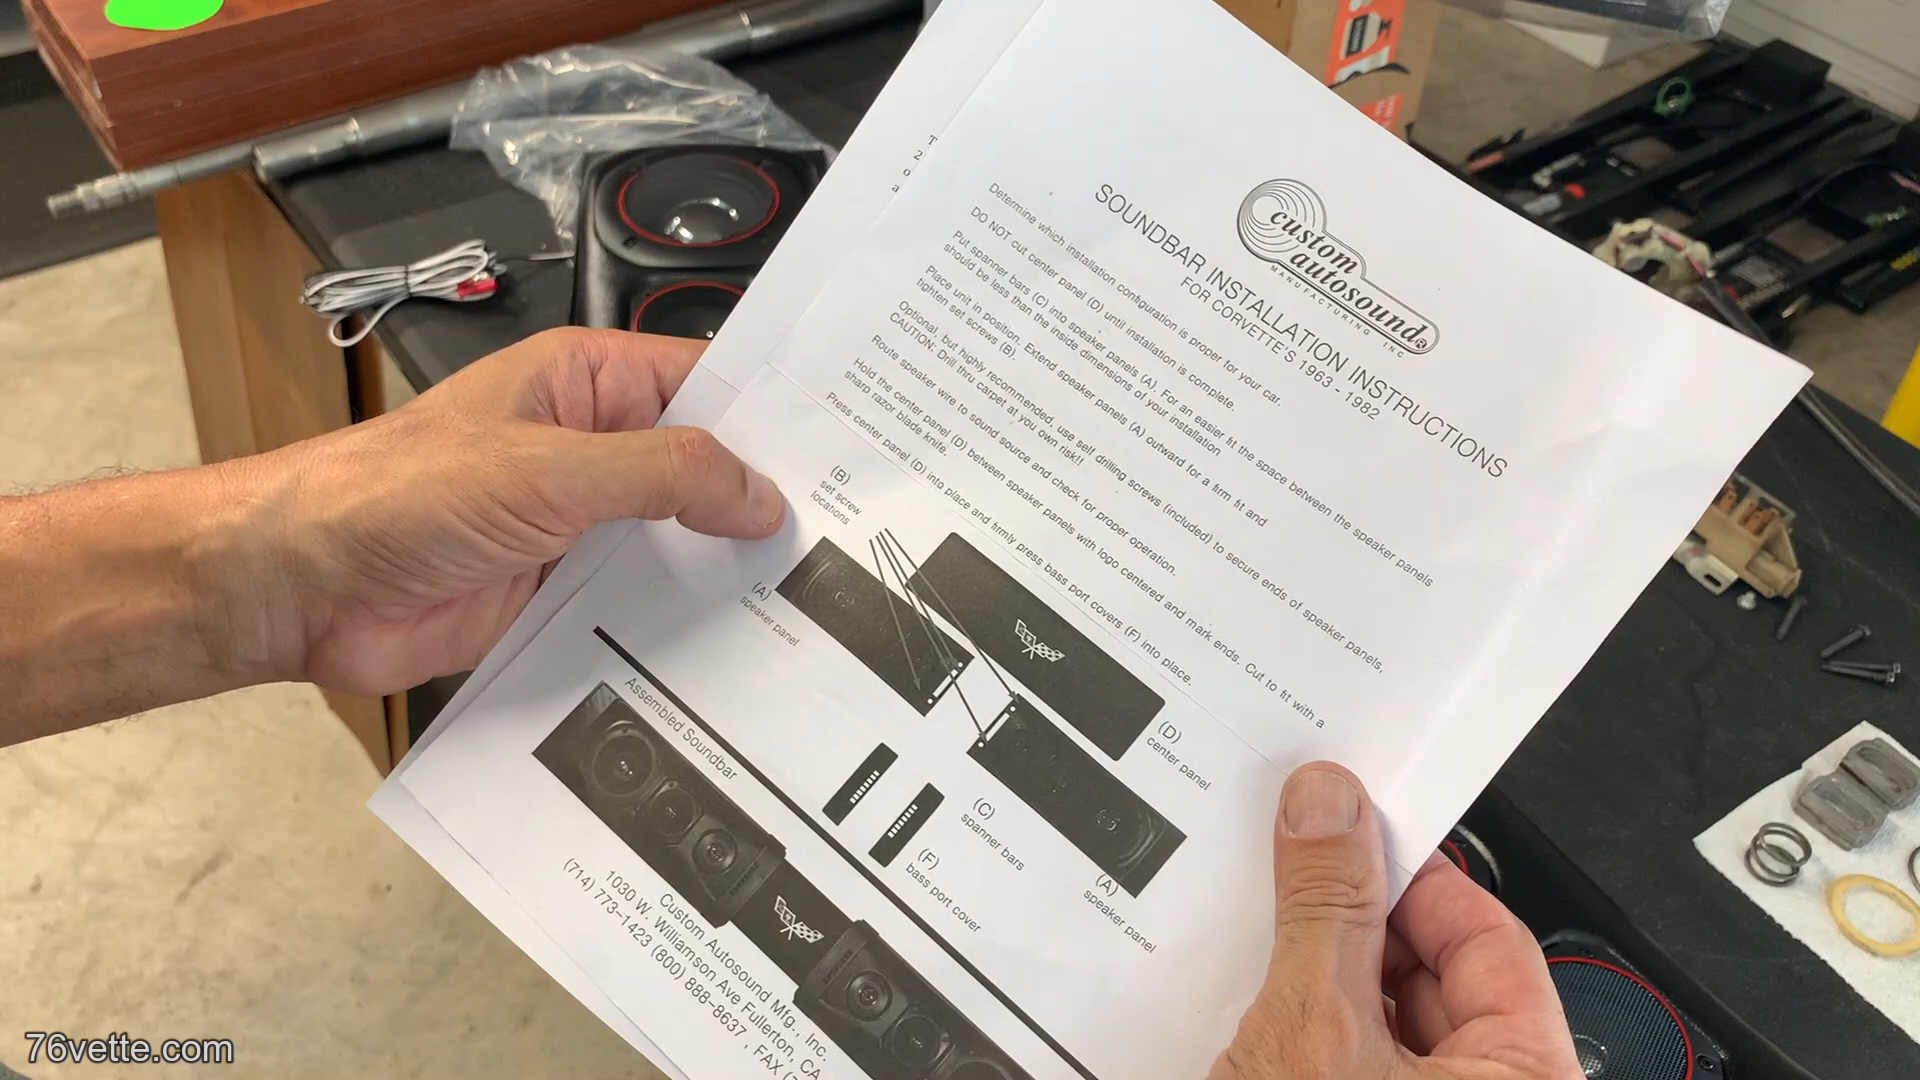 custom
autosound®
MANUFACTURING INC
SOUNDBAR INSTALLATION INSTRUCTIONS
FOR CORVETTE'S 1963 - 1982
Determine which installation configuration is proper for your car.
DO NOT cut center panel (D) until installation is complete.
Put spanner bars (C) into speaker panels (A). For an easier fit the space between the speaker panels
should be less than the inside dimensions of your installation
Place unit in position. Extend speaker panels (A) outward for a firm fit and
tighten set screws (B).
Optional, but highly recommended, use self drilling screws (included) to secure ends of speaker panels,
CAUTION; Drill thru carpet at you own risk!!
Route speaker wire to sound source and check for proper operation.
Hold the center panel (D) between speaker panels with logo centered and mark ends. Cut to fit with a
sharp razor blade knife.
Press center panel (D) into place and firmly press bass port covers (F) into place.
(B)
set screw
locations
(A)
speaker panel
(D)
center panel
(C)
spanner bars
(F)
bass port cover
(A)
speaker panel
Assembled Soundbar
Custom Autosound Mfg., Inc.
1030 W. Williamson Ave Fullerton, CA
(714) 773-1423 (800) 888-8637 , FAX (7
T
2
o
a
76vette.com